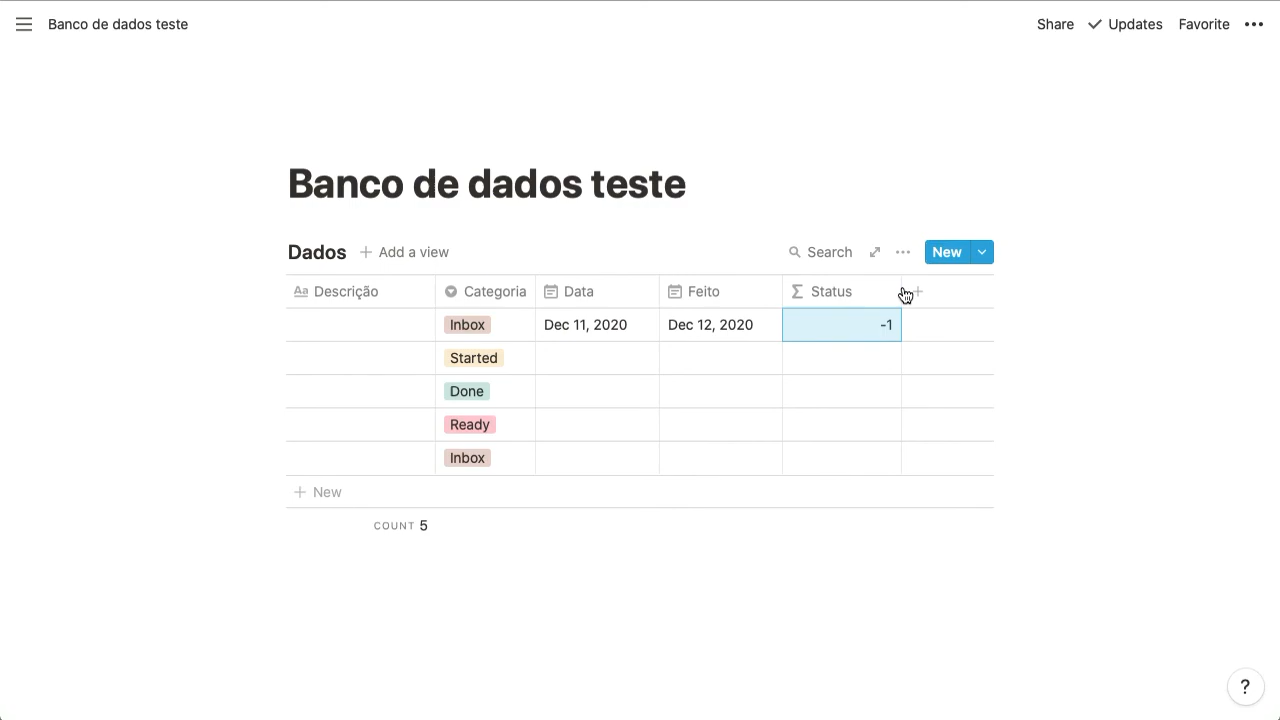 Banco de dados teste Share Updates Favorite •••
Banco de dados teste
Dados + Add a view Search ••• New
Aa Descrição Categoria Data Feito Σ Status +
Inbox Dec 11, 2020 Dec 12, 2020 -1
Started
Done
Ready
Inbox
+ New
COUNT 5
?